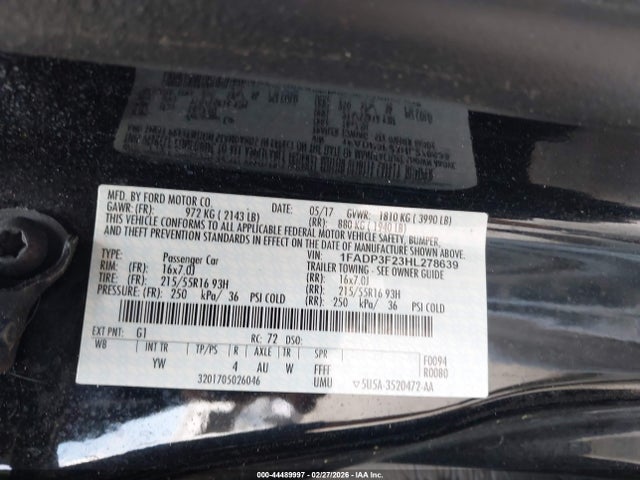 MFD. BY FORD MOTOR CO. DATE: 05/17 GVWR: 1810 KG ( 3990 LB)
GAWR: (FR): 972 KG ( 2143 LB) (RR): 880 KG ( 1940 LB)
THIS VEHICLE CONFORMS TO ALL APPLICABLE FEDERAL MOTOR VEHICLE SAFETY, BUMPER,
AND THEFT PREVENTION STANDARDS IN EFFECT ON THE DATE OF MANUFACTURE SHOWN ABOVE.
VIN: 1FADP3F23HL278639
TYPE: Passenger Car TRAILER TOWING - SEE OWNER GUIDE
RIM: (FR): 16x7.0J (RR): 16x7.0J
TIRE: (FR): 215/55R16 93H (RR): 215/55R16 93H
PRESSURE: (FR): 250 kPa/ 36 PSI COLD (RR): 250 kPa/ 36 PSI COLD
EXT PNT: G1 RC: 72 DSO: F0094
WB INT TR TP/PS R AXLE TR SPR R0080
YW 4 AU W FFFF
3201705026046 UMU 5U5A-3520472-AA
000-44489997 - 02/27/2026 - IAA Inc.